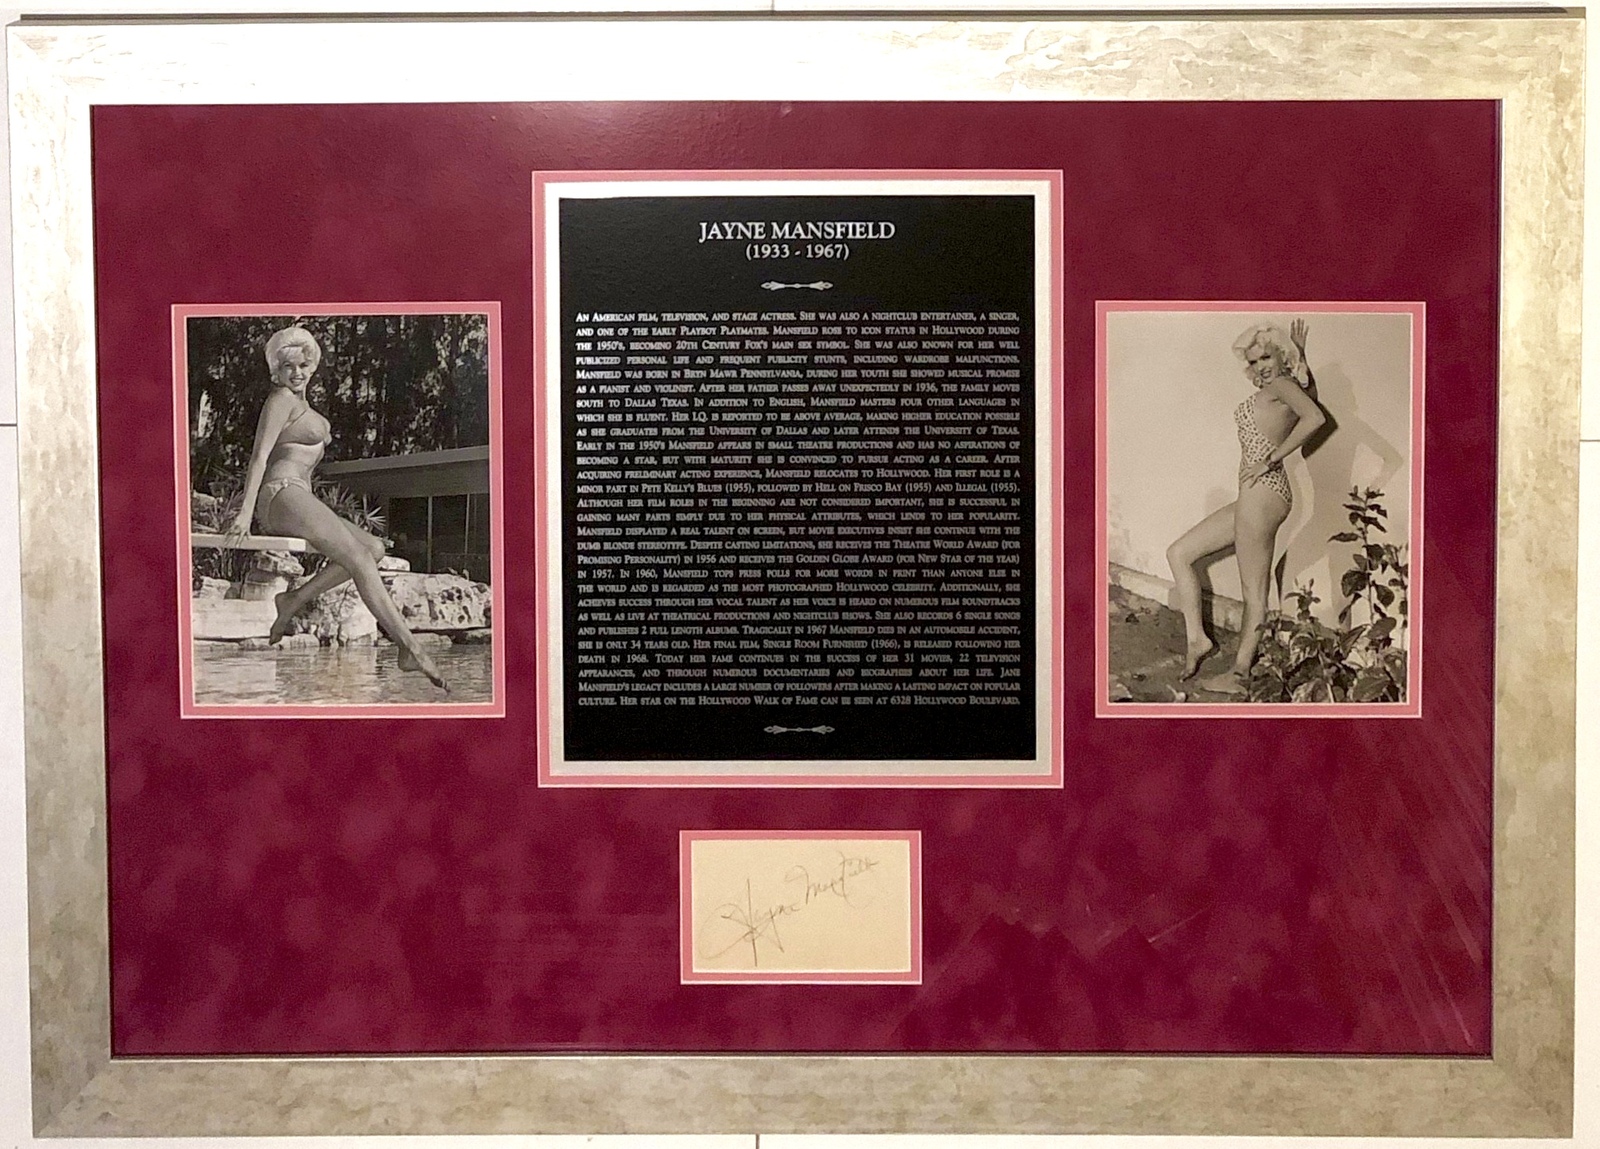 JAYNE MANSFIELD
(1933 - 1967)
AN AMERICAN FILM, TELEVISION, AND STAGE ACTRESS. SHE WAS ALSO A NIGHTCLUB ENTERTAINER, A SINGER,
AND ONE OF THE EARLY PLAYBOY PLAYMATES. MANSFIELD ROSE TO ICON STATUS IN HOLLYWOOD DURING
THE 1950'S, BECOMING 20TH CENTURY FOX'S MAIN SEX SYMBOL. SHE WAS ALSO KNOWN FOR HER WELL
PUBLICIZED PERSONAL LIFE AND FREQUENT PUBLICITY STUNTS, INCLUDING WARDROBE MALFUNCTIONS.
MANSFIELD WAS BORN IN BRYN MAWR PENNSYLVANIA, DURING HER YOUTH SHE SHOWED MUSICAL PROMISE
AS A PIANIST AND VIOLINIST. AFTER HER FATHER PASSES AWAY UNEXPECTEDLY IN 1936, THE FAMILY MOVES
SOUTH TO DALLAS TEXAS. IN ADDITION TO ENGLISH, MANSFIELD MASTERS FOUR OTHER LANGUAGES IN
WHICH SHE IS FLUENT. HER I.Q. IS REPORTED TO BE ABOVE AVERAGE, MAKING HIGHER EDUCATION POSSIBLE
AS SHE GRADUATES FROM THE UNIVERSITY OF DALLAS AND LATER ATTENDS THE UNIVERSITY OF TEXAS.
EARLY IN THE 1950'S MANSFIELD APPEARS IN SMALL THEATRE PRODUCTIONS AND HAS NO ASPIRATIONS OF
BECOMING A STAR, BUT WITH MATURITY SHE IS CONVINCED TO PURSUE ACTING AS A CAREER. AFTER
ACQUIRING PRELIMINARY ACTING EXPERIENCE, MANSFIELD RELOCATES TO HOLLYWOOD. HER FIRST ROLE IS A
MINOR PART IN PETE KELLY'S BLUES (1955), FOLLOWED BY HELL ON FRISCO BAY (1955) AND ILLEGAL (1955).
ALTHOUGH HER FILM ROLES IN THE BEGINNING ARE NOT CONSIDERED IMPORTANT, SHE IS SUCCESSFUL IN
GAINING MANY PARTS SIMPLY DUE TO HER PHYSICAL ATTRIBUTES, WHICH LENDS TO HER POPULARITY.
MANSFIELD DISPLAYED A REAL TALENT ON SCREEN, BUT MOVIE EXECUTIVES INSIST SHE CONTINUE WITH THE
DUMB BLONDE STEREOTYPE. DESPITE CASTING LIMITATIONS, SHE RECEIVES THE THEATRE WORLD AWARD (FOR
PROMISING PERSONALITY) IN 1956 AND RECEIVES THE GOLDEN GLOBE AWARD (FOR NEW STAR OF THE YEAR)
IN 1957. IN 1960, MANSFIELD TOPS PRESS POLLS FOR MORE WORDS IN PRINT THAN ANYONE ELSE IN
THE WORLD AND IS REGARDED AS THE MOST PHOTOGRAPHED HOLLYWOOD CELEBRITY. ADDITIONALLY, SHE
ACHIEVES SUCCESS THROUGH HER VOCAL TALENT AS HER VOICE IS HEARD ON NUMEROUS FILM SOUNDTRACKS
AS WELL AS LIVE AT THEATRICAL PRODUCTIONS AND NIGHTCLUB SHOWS. SHE ALSO RECORDS 6 SINGLE SONGS
AND PUBLISHES 2 FULL LENGTH ALBUMS. TRAGICALLY IN 1967 MANSFIELD DIES IN AN AUTOMOBILE ACCIDENT,
SHE IS ONLY 34 YEARS OLD. HER FINAL FILM, SINGLE ROOM FURNISHED (1966), IS RELEASED FOLLOWING HER
DEATH IN 1968. TODAY HER FAME CONTINUES IN THE SUCCESS OF HER 31 MOVIES, 22 TELEVISION
APPEARANCES, AND THROUGH NUMEROUS DOCUMENTARIES AND BIOGRAPHIES ABOUT HER LIFE. JANE
MANSFIELD'S LEGACY INCLUDES A LARGE NUMBER OF FOLLOWERS AFTER MAKING A LASTING IMPACT ON POPULAR
CULTURE. HER STAR ON THE HOLLYWOOD WALK OF FAME CAN BE SEEN AT 6328 HOLLYWOOD BOULEVARD.
Jayne Mansfield